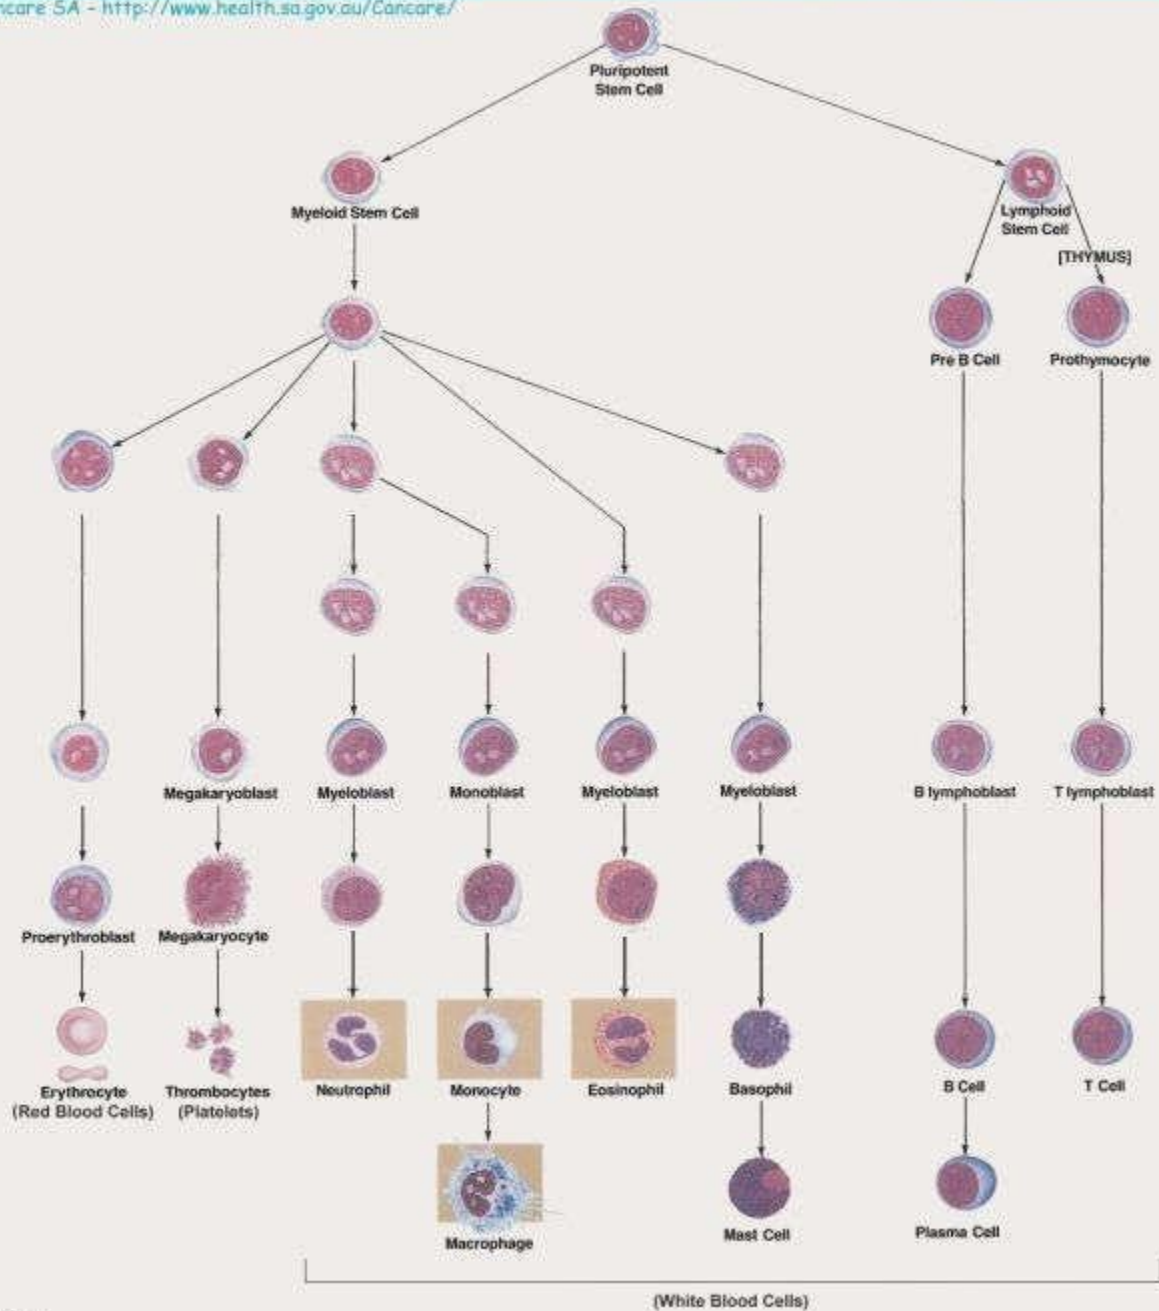 ncare SA - http://www.health.sa.gov.au/Cancare/
Pluripotent
Stem Cell
Myeloid Stem Cell
Lymphoid
Stem Cell
[THYMUS]
Pre B Cell
Prothymocyte
Megakaryoblast
Myeloblast
Monoblast
Myeloblast
Myeloblast
B lymphoblast
T lymphoblast
Proerythroblast
Megakaryocyte
Erythrocyte
(Red Blood Cells)
Thrombocytes
(Platelets)
Neutrophil
Monocyte
Eosinophil
Basophil
B Cell
T Cell
Macrophage
Mast Cell
Plasma Cell
(White Blood Cells)